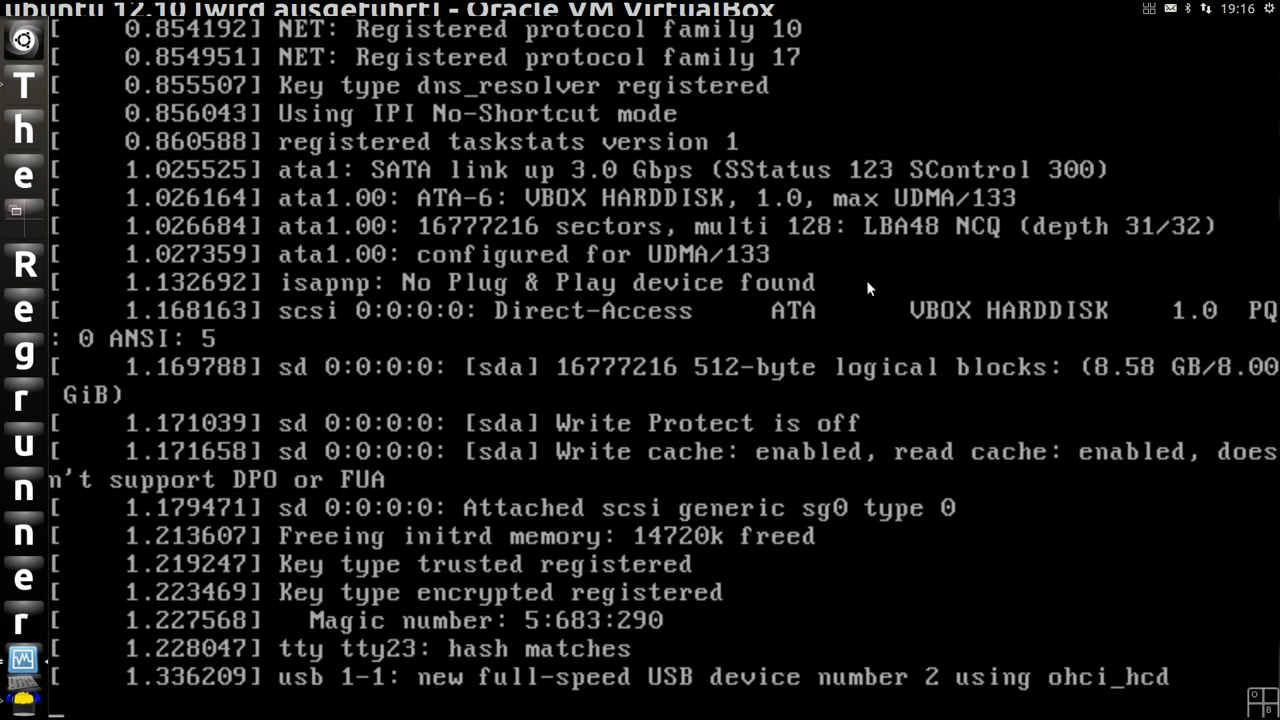 ubuntu 12.10 [wird ausgeführt] - Oracle VM VirtualBox
19:16
[    0.854192] NET: Registered protocol family 10
[    0.854951] NET: Registered protocol family 17
[    0.855507] Key type dns_resolver registered
[    0.856043] Using IPI No-Shortcut mode
[    0.860588] registered taskstats version 1
[    1.025525] ata1: SATA link up 3.0 Gbps (SStatus 123 SControl 300)
[    1.026164] ata1.00: ATA-6: VBOX HARDDISK, 1.0, max UDMA/133
[    1.026684] ata1.00: 16777216 sectors, multi 128: LBA48 NCQ (depth 31/32)
[    1.027359] ata1.00: configured for UDMA/133
[    1.132692] isapnp: No Plug & Play device found
[    1.168163] scsi 0:0:0:0: Direct-Access     ATA      VBOX HARDDISK    1.0  PQ
: 0 ANSI: 5
[    1.169788] sd 0:0:0:0: [sda] 16777216 512-byte logical blocks: (8.58 GB/8.00
 GiB)
[    1.171039] sd 0:0:0:0: [sda] Write Protect is off
[    1.171658] sd 0:0:0:0: [sda] Write cache: enabled, read cache: enabled, does
n't support DPO or FUA
[    1.179471] sd 0:0:0:0: Attached scsi generic sg0 type 0
[    1.213607] Freeing initrd memory: 14720k freed
[    1.219247] Key type trusted registered
[    1.223469] Key type encrypted registered
[    1.227568]   Magic number: 5:683:290
[    1.228047] tty tty23: hash matches
[    1.336209] usb 1-1: new full-speed USB device number 2 using ohci_hcd
_
T
h
e
R
e
g
r
u
n
n
e
r
O
B